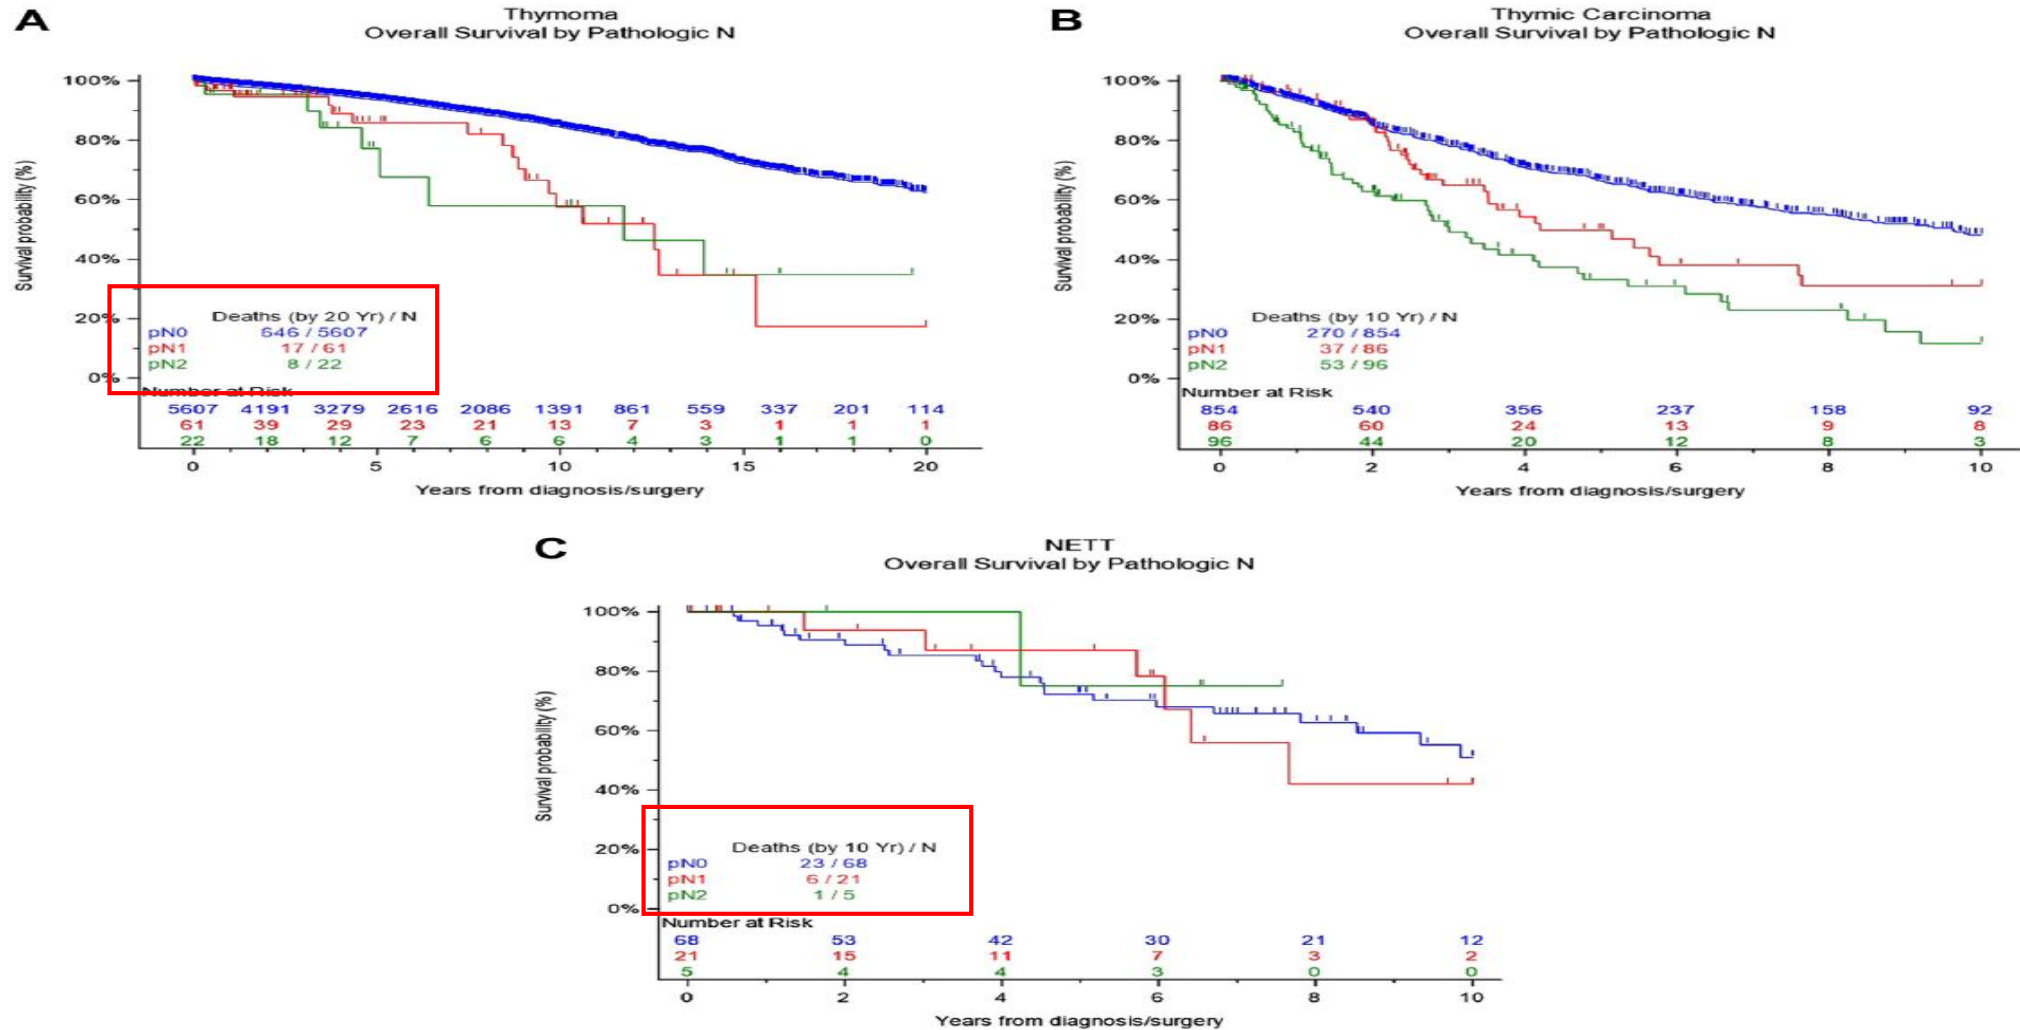 A
Thymoma
Overall Survival by Pathologic N
Survival probability (%)
100%
80%
60%
40%
20%
0%
Deaths (by 20 Yr) / N
pN0 646 / 5607
pN1 17 / 61
pN2 8 / 22
Number at Risk
5607 4191 3279 2616 2086 1391 861 559 337 201 114
61 39 29 23 21 13 7 3 1 1 1
22 18 12 7 6 6 4 3 1 1 0
0 5 10 15 20
Years from diagnosis/surgery
B
Thymic Carcinoma
Overall Survival by Pathologic N
Survival probability (%)
100%
80%
60%
40%
20%
0%
Deaths (by 10 Yr) / N
pN0 270 / 854
pN1 37 / 86
pN2 53 / 96
Number at Risk
854 540 356 237 158 92
86 60 24 13 9 8
96 44 20 12 8 3
0 2 4 6 8 10
Years from diagnosis/surgery
C
NETT
Overall Survival by Pathologic N
Survival probability (%)
100%
80%
60%
40%
20%
0%
Deaths (by 10 Yr) / N
pN0 23 / 68
pN1 6 / 21
pN2 1 / 5
Number at Risk
68 53 42 30 21 12
21 15 11 7 3 2
5 4 4 3 0 0
0 2 4 6 8 10
Years from diagnosis/surgery